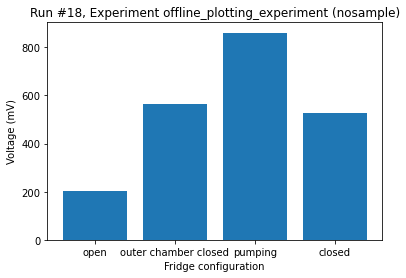 Run #18, Experiment offline_plotting_experiment (nosample)
Voltage (mV)
800
600
400
200
0
open outer chamber closed pumping closed
Fridge configuration